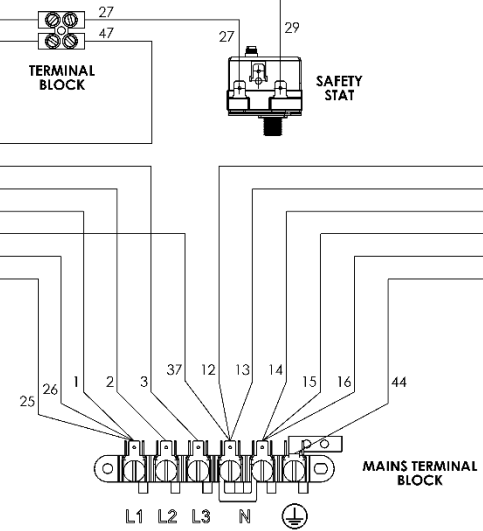 27
47
27
29
TERMINAL
BLOCK
SAFETY
STAT
25
26
1
2
3
37
12
13
14
15
16
44
MAINS TERMINAL
BLOCK
L1 L2 L3 N